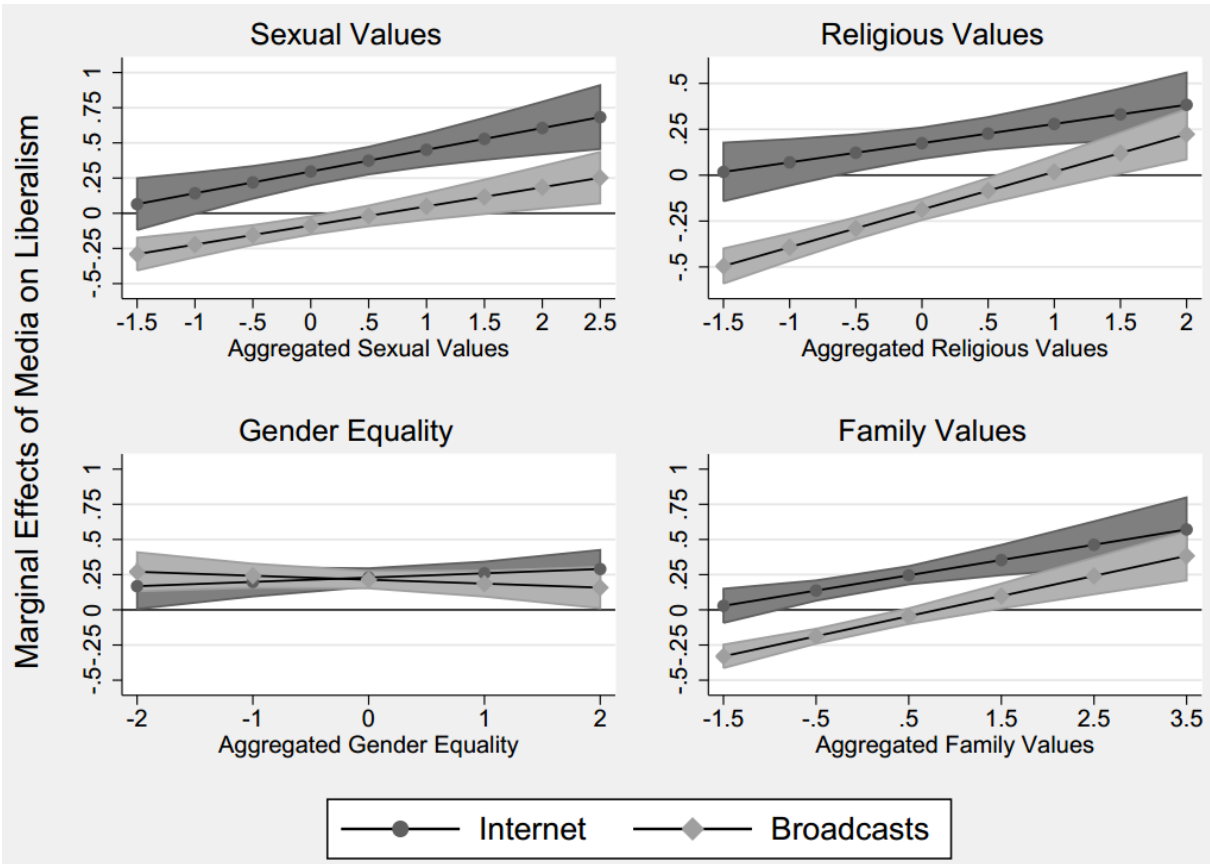 Marginal Effects of Media on Liberalism
Sexual Values
1
.75
.5
.25
0
-.25
-.5
-1.5 -1 -.5 0 .5 1 1.5 2 2.5
Aggregated Sexual Values
Religious Values
.5
.25
0
-.25
-.5
-1.5 -1 -.5 0 .5 1 1.5 2
Aggregated Religious Values
Gender Equality
1
.75
.5
.25
0
-.25
-.5
-2 -1 0 1 2
Aggregated Gender Equality
Family Values
1
.75
.5
.25
0
-.25
-.5
-1.5 -.5 .5 1.5 2.5 3.5
Aggregated Family Values
Internet Broadcasts